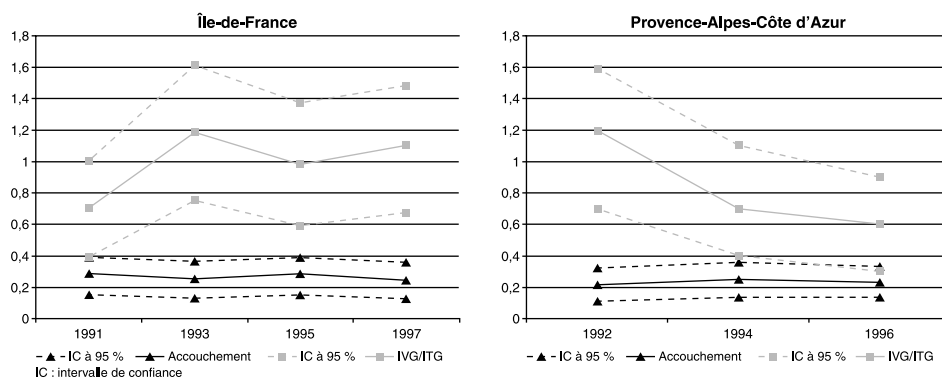 Île-de-France
1,8
1,6
1,4
1,2
1
0,8
0,6
0,4
0,2
0
1991 1993 1995 1997
IC à 95 % Accouchement IC à 95 % IVG/ITG
IC : intervalle de confiance
Provence-Alpes-Côte d'Azur
1,8
1,6
1,4
1,2
1
0,8
0,6
0,4
0,2
0
1992 1994 1996
IC à 95 % Accouchement IC à 95 % IVG/ITG